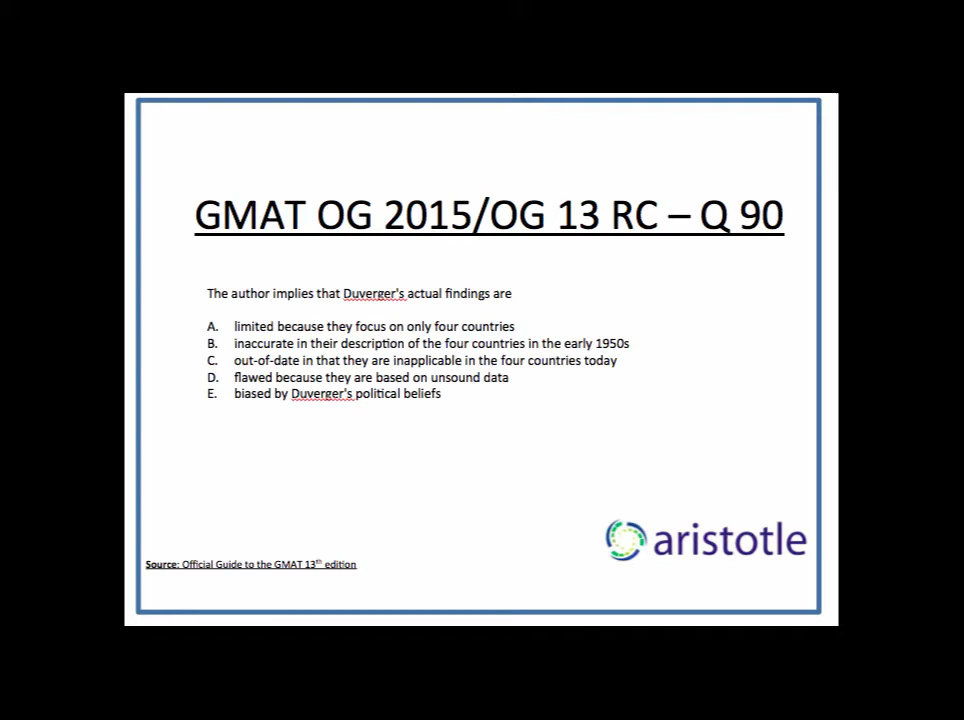 GMAT OG 2015/OG 13 RC – Q 90
The author implies that Duverger's actual findings are
A. limited because they focus on only four countries
B. inaccurate in their description of the four countries in the early 1950s
C. out-of-date in that they are inapplicable in the four countries today
D. flawed because they are based on unsound data
E. biased by Duverger's political beliefs
aristotle
Source: Official Guide to the GMAT 13th edition